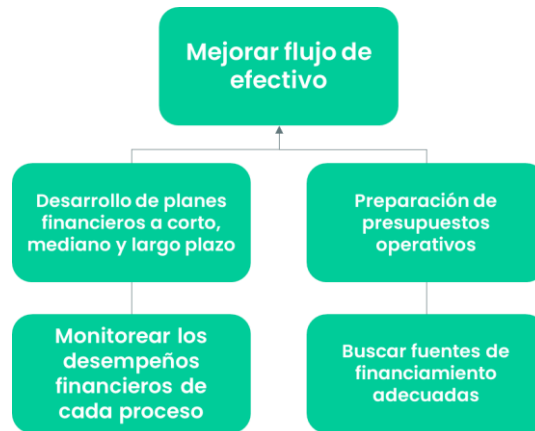 Mejorar flujo de
efectivo
Desarrollo de planes
financieros a corto,
mediano y largo plazo
Preparación de
presupuestos
operativos
Monitorear los
desempeños
financieros de
cada proceso
Buscar fuentes de
financiamiento
adecuadas